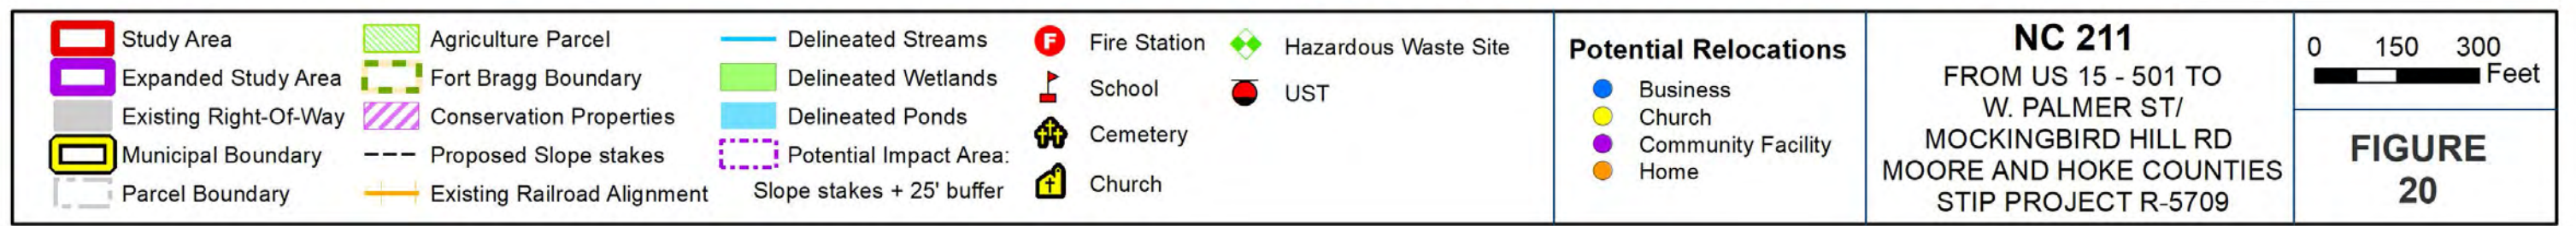 Study Area
Expanded Study Area
Existing Right-Of-Way
Municipal Boundary
Parcel Boundary
Agriculture Parcel
Fort Bragg Boundary
Conservation Properties
Proposed Slope stakes
Existing Railroad Alignment
Delineated Streams
Delineated Wetlands
Delineated Ponds
Potential Impact Area:
Slope stakes + 25' buffer
F
Fire Station
School
Cemetery
Church
Hazardous Waste Site
UST
Potential Relocations
Business
Church
Community Facility
Home
NC 211
FROM US 15 - 501 TO
W. PALMER ST/
MOCKINGBIRD HILL RD
MOORE AND HOKE COUNTIES
STIP PROJECT R-5709
0 150 300
Feet
FIGURE
20